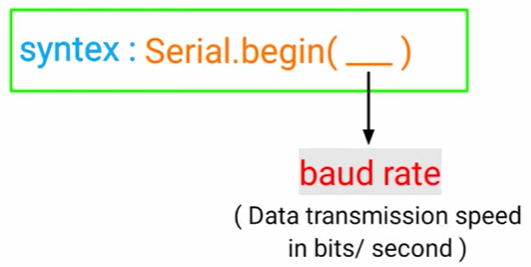 syntex : Serial.begin( ___ )
baud rate
( Data transmission speed
in bits/ second )